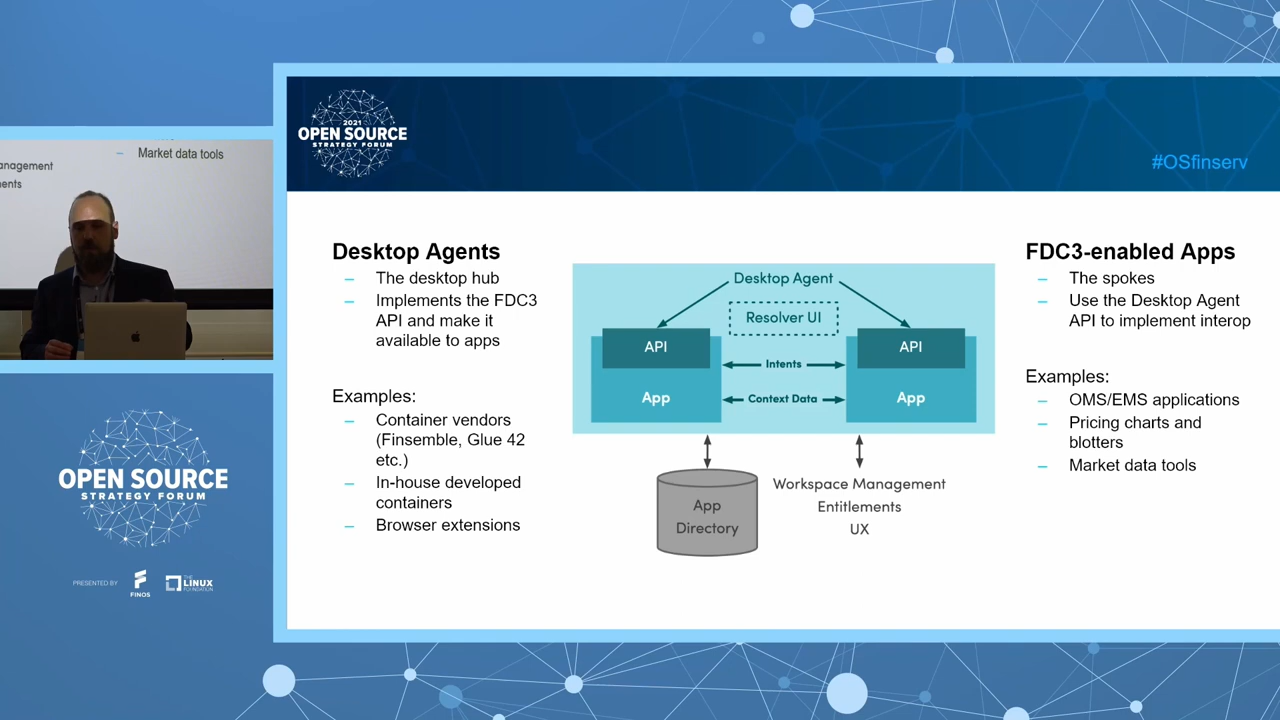 anagement
ents
– Market data tools
OPEN SOURCE
STRATEGY FORUM
PRESENTED BY
FINOS
THE
LINUX
FOUNDATION
2021
OPEN SOURCE
STRATEGY FORUM
#OSfinserv
Desktop Agents
– The desktop hub
– Implements the FDC3
API and make it
available to apps
Examples:
– Container vendors
(Finsemble, Glue 42
etc.)
– In-house developed
containers
– Browser extensions
Desktop Agent
Resolver UI
API
API
Intents
App
Context Data
App
App
Directory
Workspace Management
Entitlements
UX
FDC3-enabled Apps
– The spokes
– Use the Desktop Agent
API to implement interop
Examples:
– OMS/EMS applications
– Pricing charts and
blotters
– Market data tools